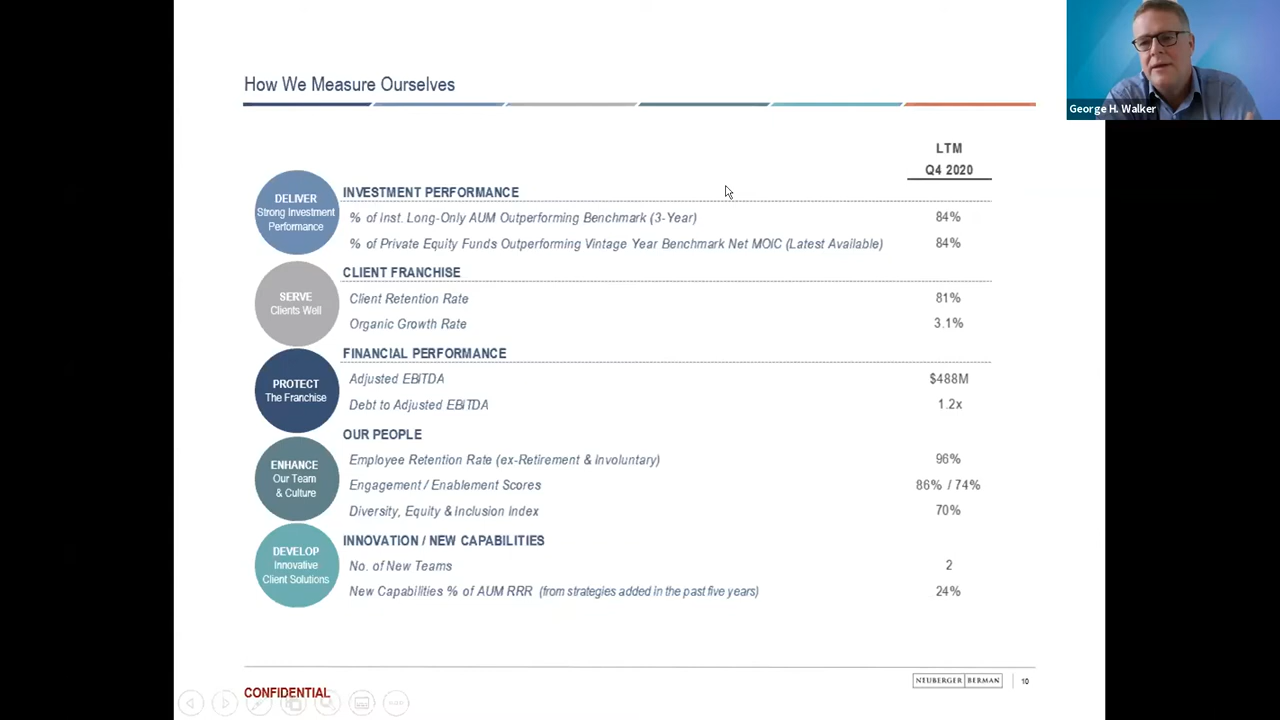 How We Measure Ourselves
George H. Walker
LTM
Q4 2020
DELIVER
Strong Investment
Performance
INVESTMENT PERFORMANCE
% of Inst. Long-Only AUM Outperforming Benchmark (3-Year) 84%
% of Private Equity Funds Outperforming Vintage Year Benchmark Net MOIC (Latest Available) 84%
SERVE
Clients Well
CLIENT FRANCHISE
Client Retention Rate 81%
Organic Growth Rate 3.1%
PROTECT
The Franchise
FINANCIAL PERFORMANCE
Adjusted EBITDA $488M
Debt to Adjusted EBITDA 1.2x
ENHANCE
Our Team
& Culture
OUR PEOPLE
Employee Retention Rate (ex-Retirement & Involuntary) 96%
Engagement / Enablement Scores 86% / 74%
Diversity, Equity & Inclusion Index 70%
DEVELOP
Innovative
Client Solutions
INNOVATION / NEW CAPABILITIES
No. of New Teams 2
New Capabilities % of AUM RRR (from strategies added in the past five years) 24%
CONFIDENTIAL
NEUBERGER BERMAN
10